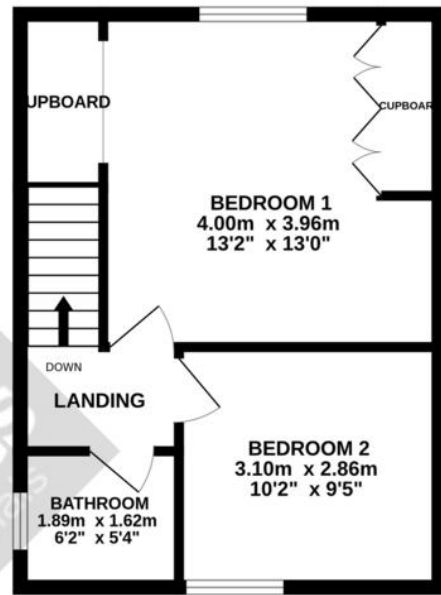 UPBOARD
CUPBOAR
BEDROOM 1
4.00m x 3.96m
13'2" x 13'0"
DOWN
LANDING
BEDROOM 2
3.10m x 2.86m
10'2" x 9'5"
BATHROOM
1.89m x 1.62m
6'2" x 5'4"